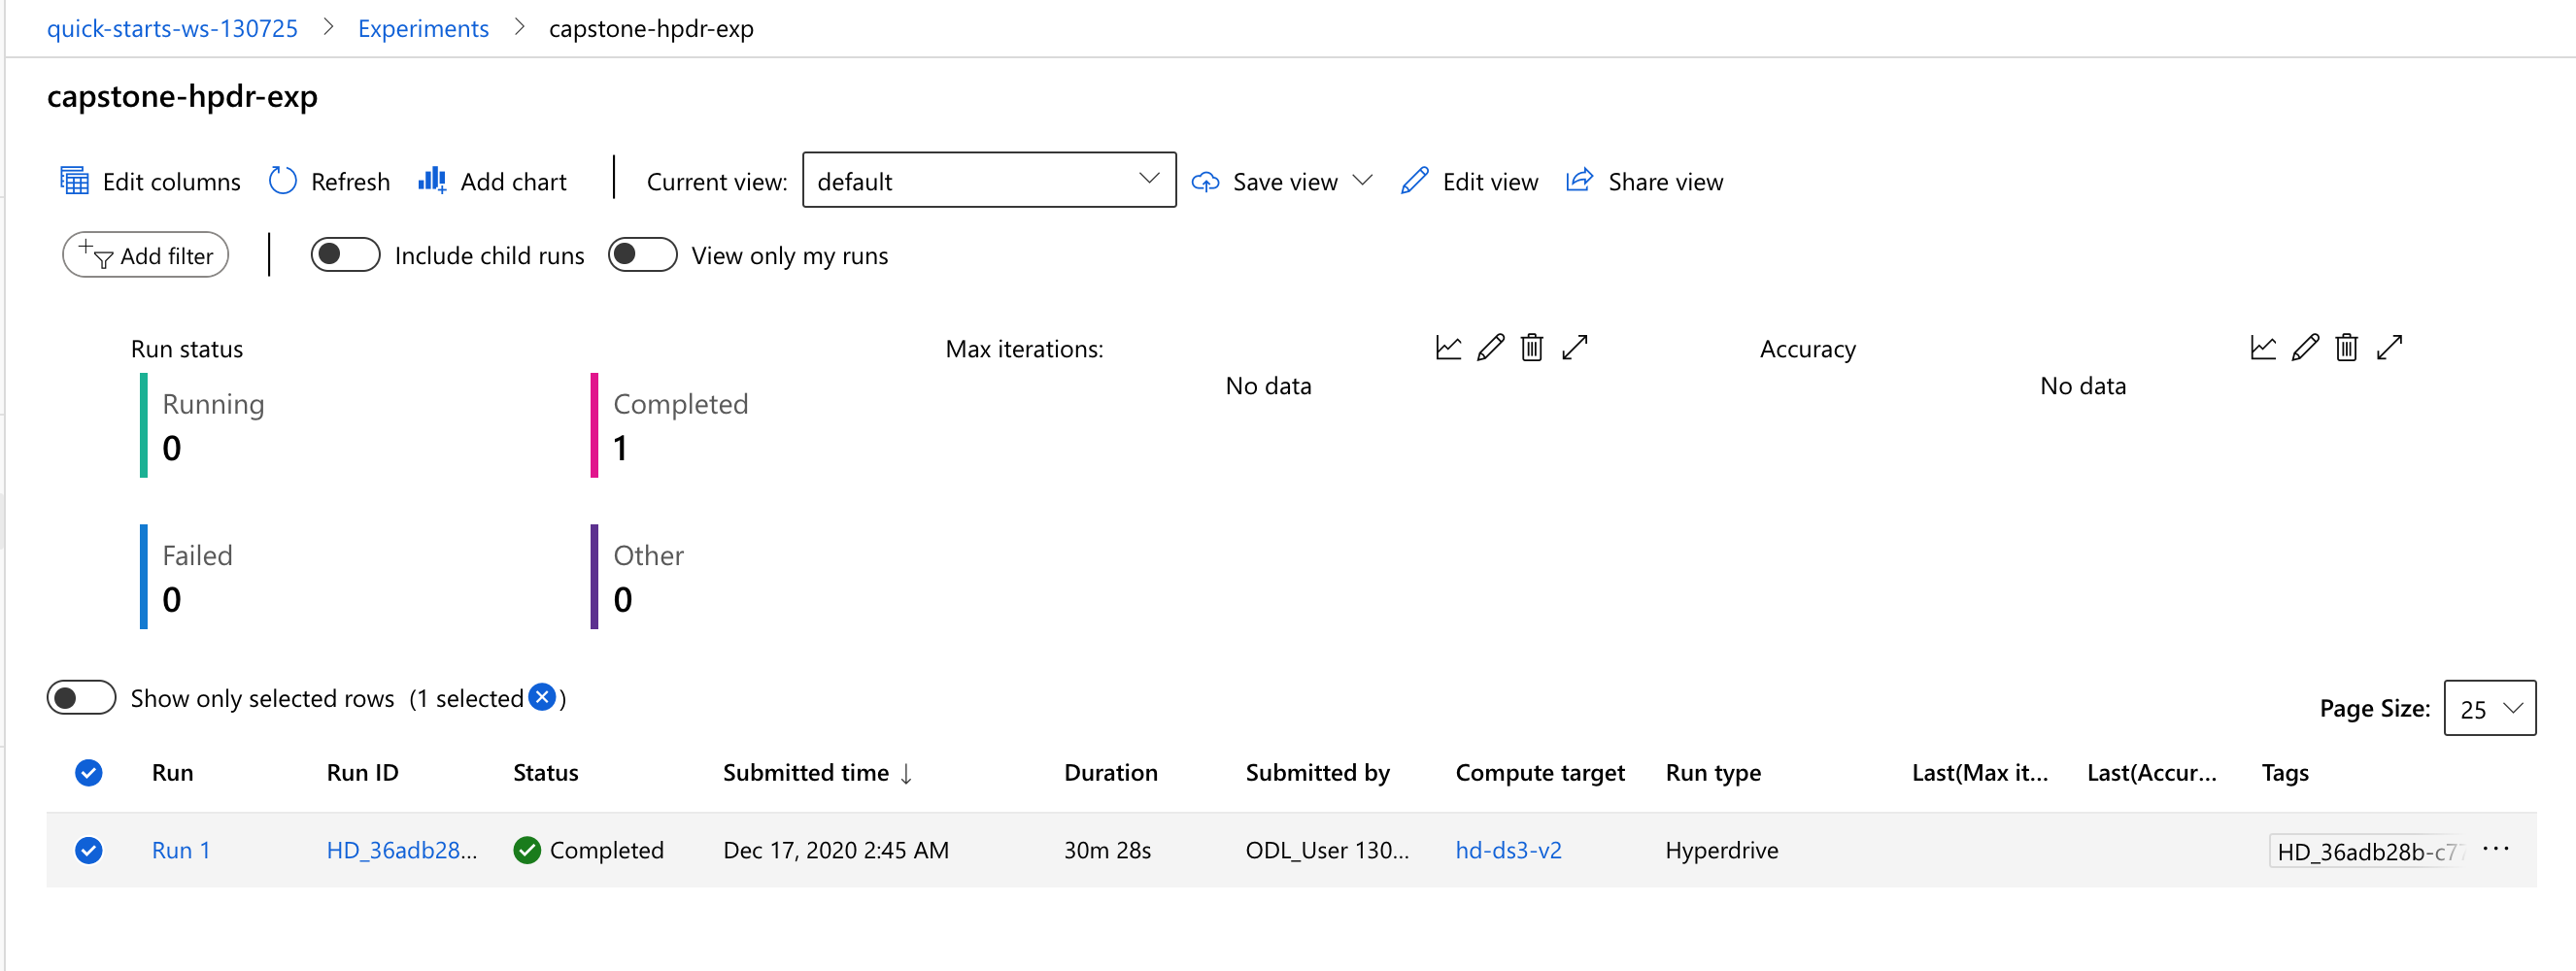 quick-starts-ws-130725 > Experiments > capstone-hpdr-exp
capstone-hpdr-exp
Edit columns Refresh Add chart Current view: default Save view Edit view Share view
Add filter Include child runs View only my runs
Run status Max iterations: Accuracy
No data No data
Running Completed
0 1
Failed Other
0 0
Show only selected rows (1 selected )
Page Size: 25
Run Run ID Status Submitted time ↓ Duration Submitted by Compute target Run type Last(Max it... Last(Accur... Tags
Run 1 HD_36adb28... Completed Dec 17, 2020 2:45 AM 30m 28s ODL_User 130... hd-ds3-v2 Hyperdrive HD_36adb28b-c77 ...